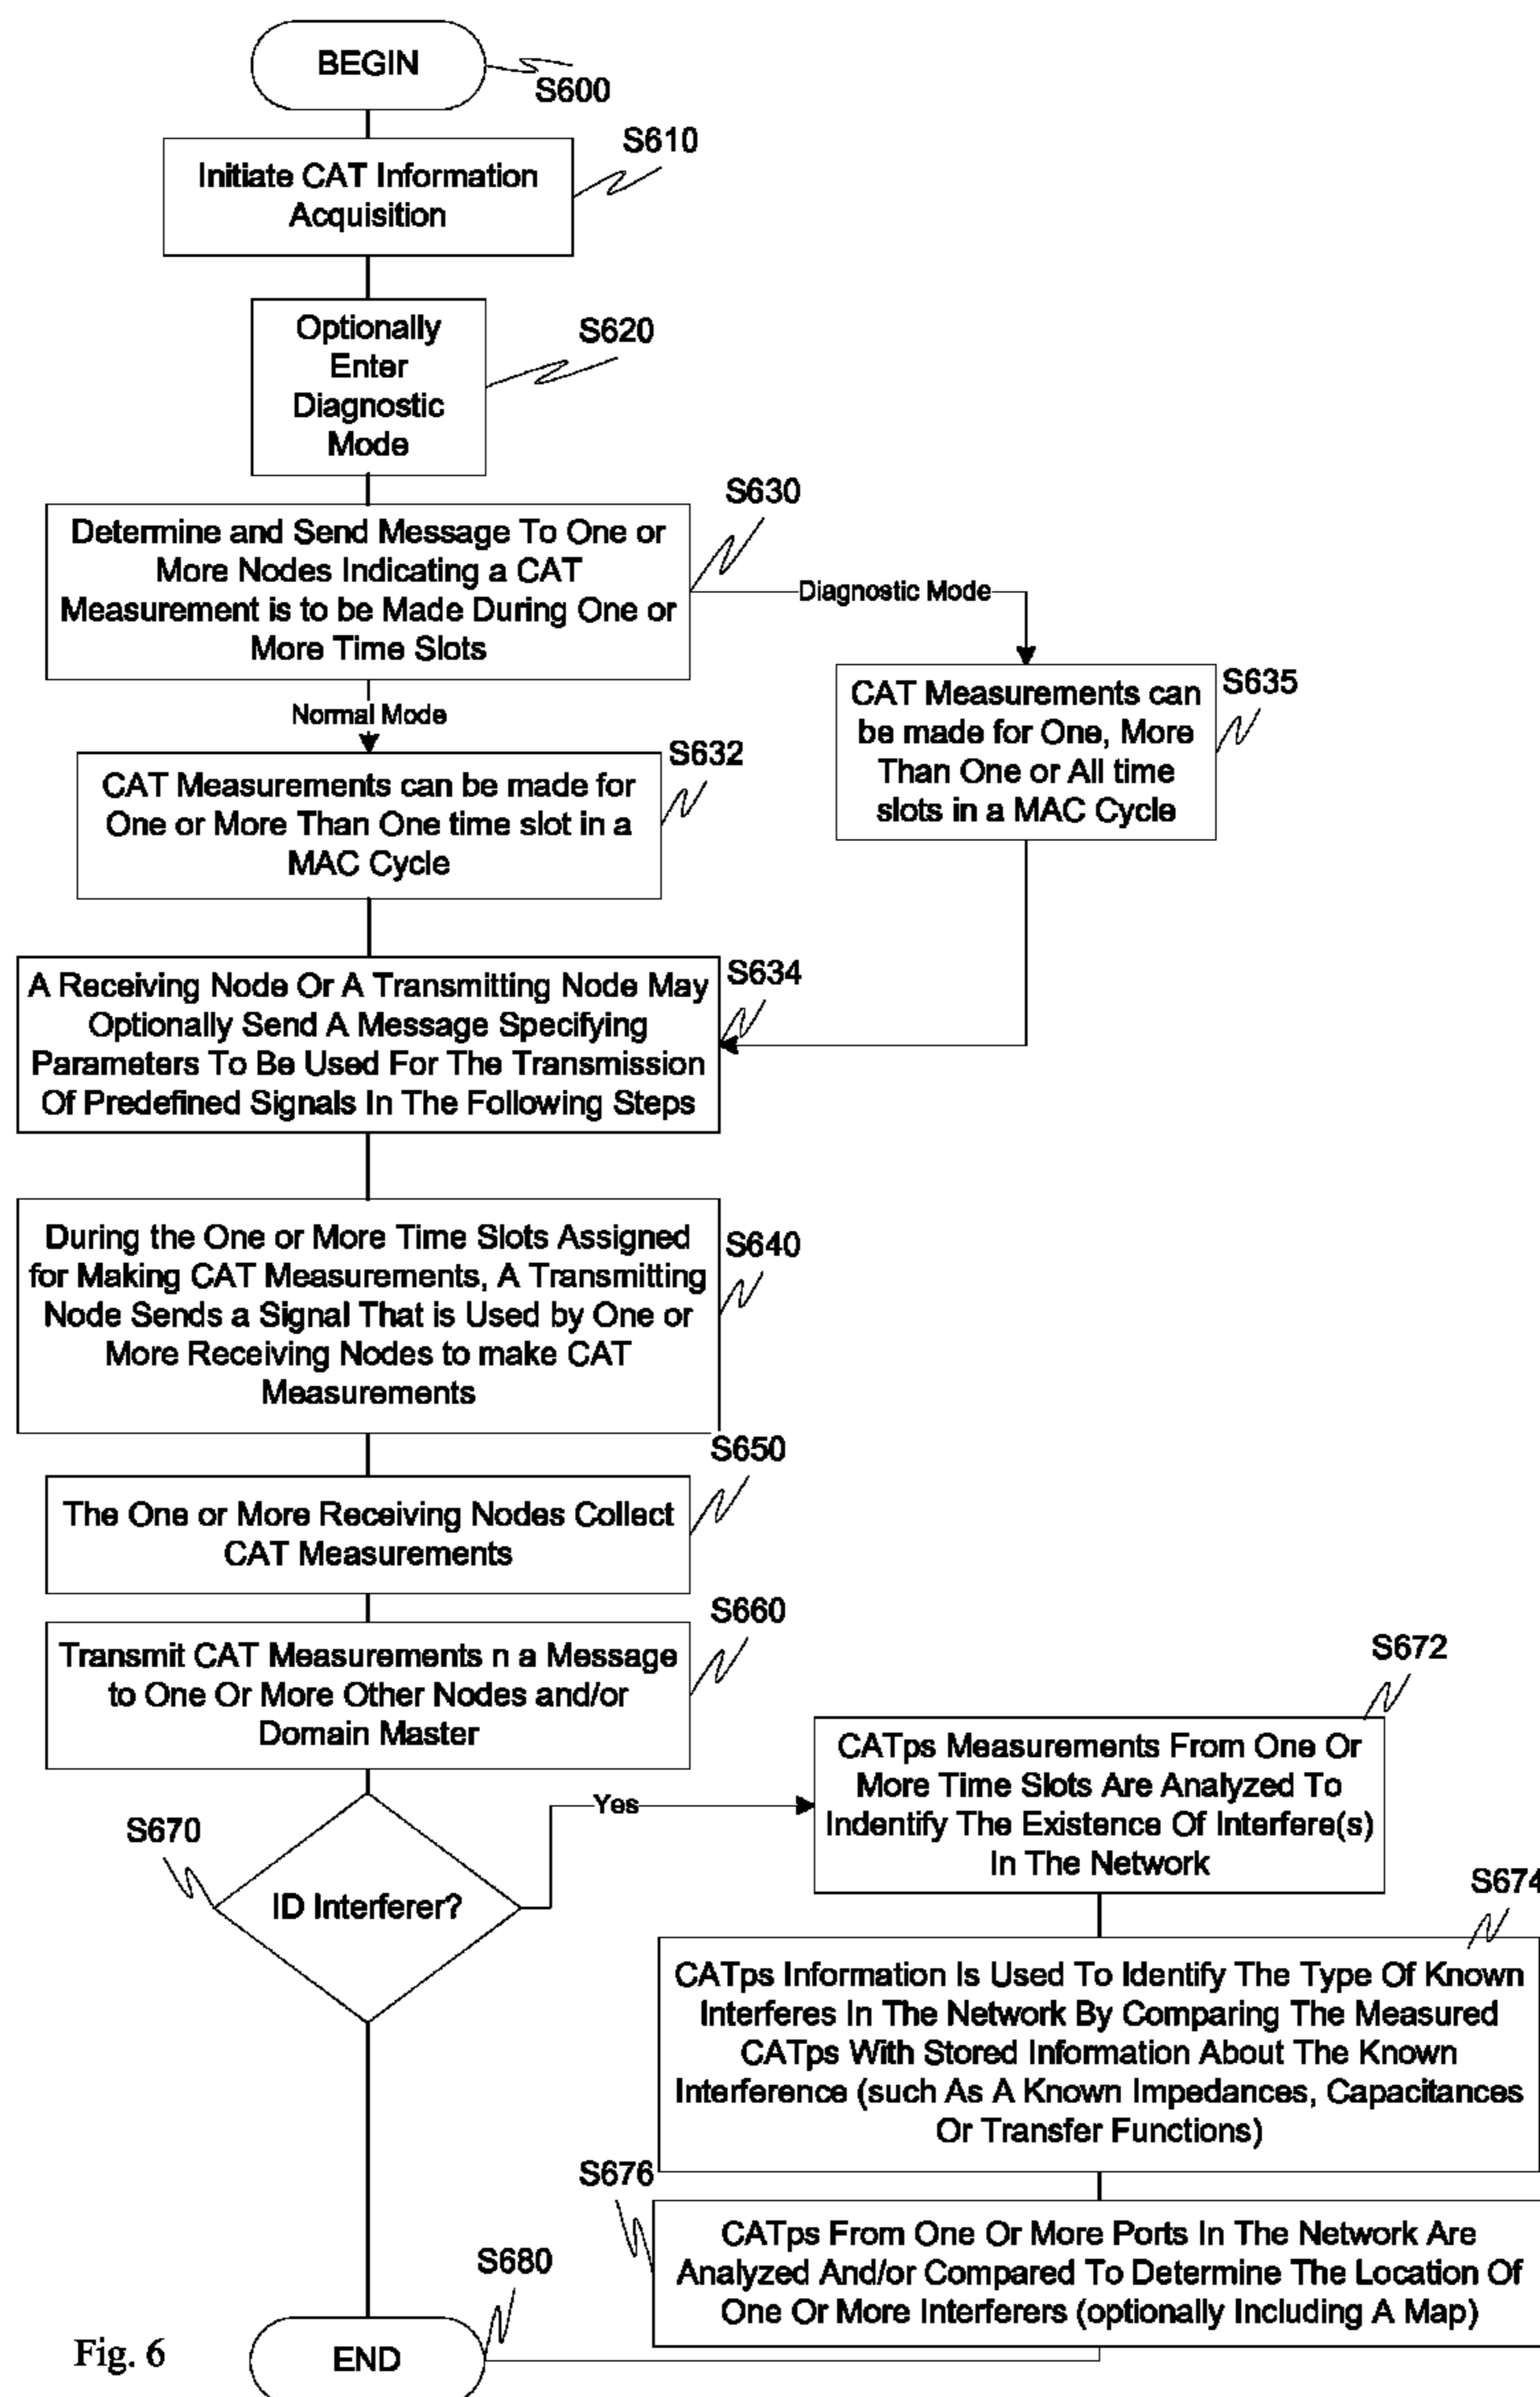 BEGIN
S600
S610
Initiate CAT Information
Acquisition
S620
Optionally
Enter
Diagnostic
Mode
S630
Determine and Send Message To One or
More Nodes Indicating a CAT
Measurement is to be Made During One or
More Time Slots
Diagnostic Mode
Normal Mode
S635
CAT Measurements can
be made for One, More
Than One or All time
slots in a MAC Cycle
S632
CAT Measurements can be made for
One or More Than One time slot in a
MAC Cycle
S634
A Receiving Node Or A Transmitting Node May
Optionally Send A Message Specifying
Parameters To Be Used For The Transmission
Of Predefined Signals In The Following Steps
S640
During the One or More Time Slots Assigned
for Making CAT Measurements, A Transmitting
Node Sends a Signal That is Used by One or
More Receiving Nodes to make CAT
Measurements
S650
The One or More Receiving Nodes Collect
CAT Measurements
S660
Transmit CAT Measurements n a Message
to One Or More Other Nodes and/or
Domain Master
S670
ID Interferer?
Yes
S672
CATps Measurements From One Or
More Time Slots Are Analyzed To
Indentify The Existence Of Interfere(s)
In The Network
S674
CATps Information Is Used To Identify The Type Of Known
Interferes In The Network By Comparing The Measured
CATps With Stored Information About The Known
Interference (such As A Known Impedances, Capacitances
Or Transfer Functions)
S676
CATps From One Or More Ports In The Network Are
Analyzed And/or Compared To Determine The Location Of
One Or More Interferers (optionally Including A Map)
S680
END
Fig. 6